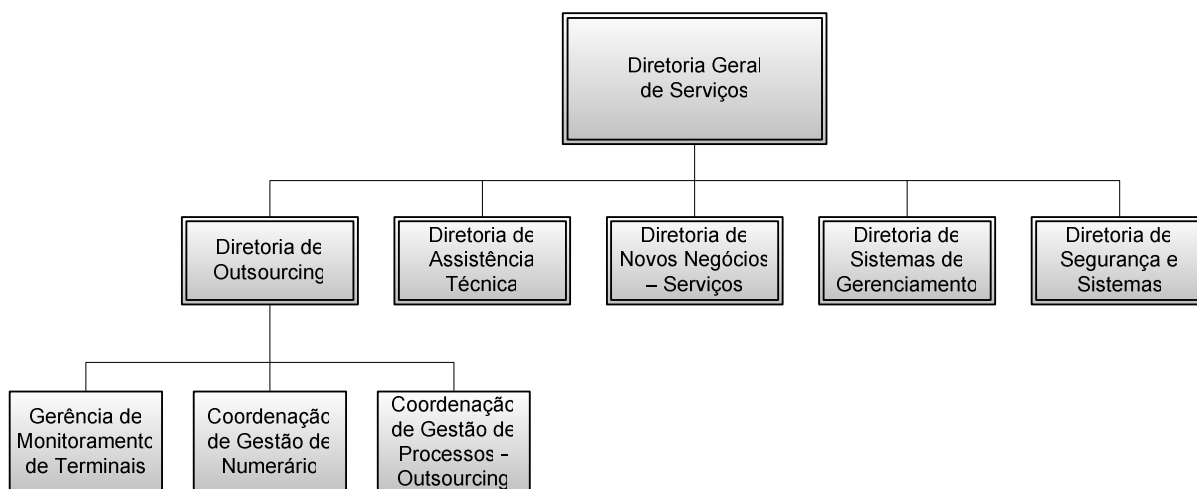 Diretoria Geral
de Serviços
Diretoria de
Outsourcing
Diretoria de
Assistência
Técnica
Diretoria de
Novos Negócios
– Serviços
Diretoria de
Sistemas de
Gerenciamento
Diretoria de
Segurança e
Sistemas
Gerência de
Monitoramento
de Terminais
Coordenação
de Gestão de
Numerário
Coordenação
de Gestão de
Processos –
Outsourcing